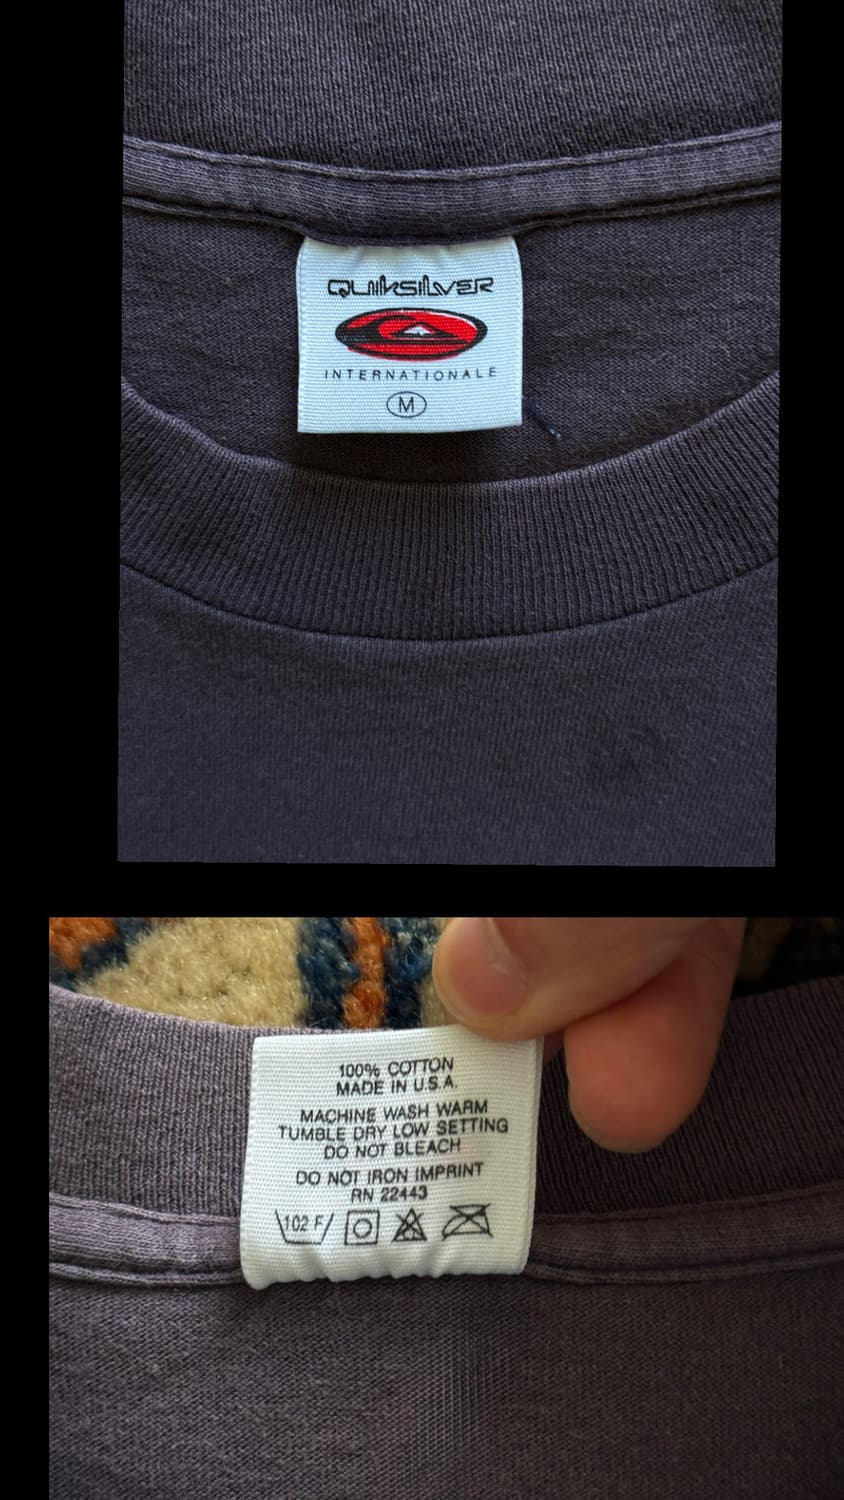 QUIKSILVER
INTERNATIONALE
M
100% COTTON
MADE IN U.S.A.
MACHINE WASH WARM
TUMBLE DRY LOW SETTING
DO NOT BLEACH
DO NOT IRON IMPRINT
RN 22443
102 F